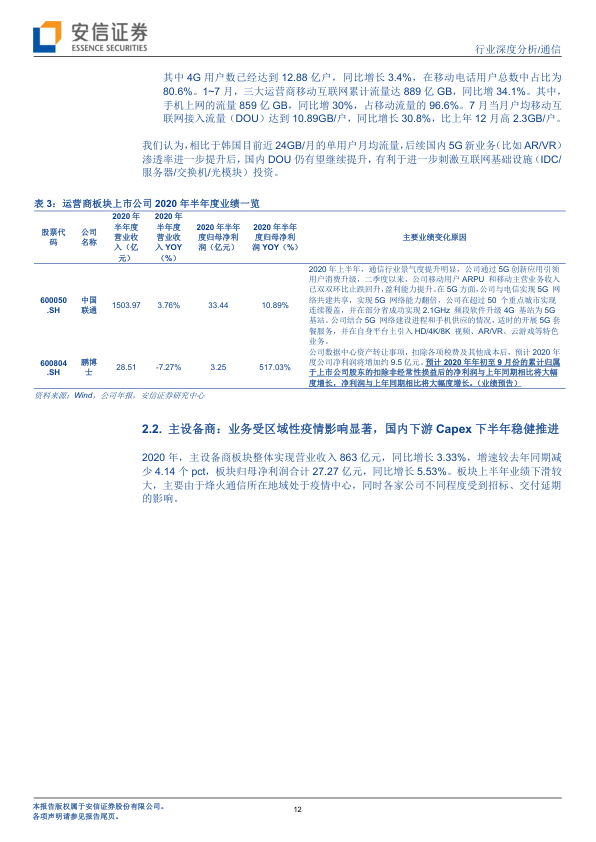 安信证券
ESSENCE SECURITIES
行业深度分析/通信
其中 4G 用户数已经达到 12.88 亿户，同比增长 3.4%，在移动电话用户总数中占比为
80.6%。1~7 月，三大运营商移动互联网累计流量达 889 亿 GB，同比增 34.1%。其中，
手机上网的流量 859 亿 GB，同比增 30%，占移动流量的 96.6%。7 月当月户均移动互
联网接入流量（DOU）达到 10.89GB/户，同比增长 30.8%，比上年 12 月高 2.3GB/户。
我们认为，相比于韩国目前近 24GB/月的单用户月均流量，后续国内 5G 新业务（比如 AR/VR）
渗透率进一步提升后，国内 DOU 仍有望继续提升，有利于进一步刺激互联网基础设施（IDC/
服务器/交换机/光模块）投资。
表 3：运营商板块上市公司 2020 年半年度业绩一览
股票代
码
公司
名称
2020 年
半年度
营业收
入（亿
元）
2020 年
半年度
营业收
入 YOY
（%）
2020 年半年
度归母净利
润（亿元）
2020 年半年
度归母净利
润 YOY（%）
主要业绩变化原因
600050
.SH
中国
联通
1503.97
3.76%
33.44
10.89%
2020 年上半年，通信行业景气度提升明显，公司通过 5G 创新应用引领
用户消费升级，二季度以来，公司移动用户 ARPU 和移动主营业务收入
已双双环比止跌回升，盈利能力提升。在 5G 方面，公司与电信实现 5G 网
络共建共享，实现 5G 网络能力翻倍，公司在超过 50 个重点城市实现
连续覆盖，并在部分省成功实现 2.1GHz 频段软件升级 4G 基站为 5G
基站。公司结合 5G 网络建设进程和手机供应的情况，适时的开展 5G 套
餐服务，并在自身平台上引入 HD/4K/8K 视频、AR/VR、云游戏等特色
业务。
600804
.SH
鹏博
士
28.51
-7.27%
3.25
517.03%
公司数据中心资产转让事项，扣除各项税费及其他成本后，预计 2020 年
度公司净利润将增加约 9.5 亿元。预计 2020 年年初至 9 月份的累计归属
于上市公司股东的扣除非经常性损益后的净利润与上年同期相比将大幅
度增长，净利润与上年同期相比将大幅度增长。（业绩预告）
资料来源：Wind，公司年报，安信证券研究中心
2.2. 主设备商：业务受区域性疫情影响显著，国内下游 Capex 下半年稳健推进
2020 年，主设备商板块整体实现营业收入 863 亿元，同比增长 3.33%，增速较去年同期减
少 4.14 个 pct，板块归母净利润合计 27.27 亿元，同比增长 5.53%。板块上半年业绩下滑较
大，主要由于烽火通信所在地域处于疫情中心，同时各家公司不同程度受到招标、交付延期
的影响。
本报告版权属于安信证券股份有限公司。
各项声明请参见报告尾页。
12